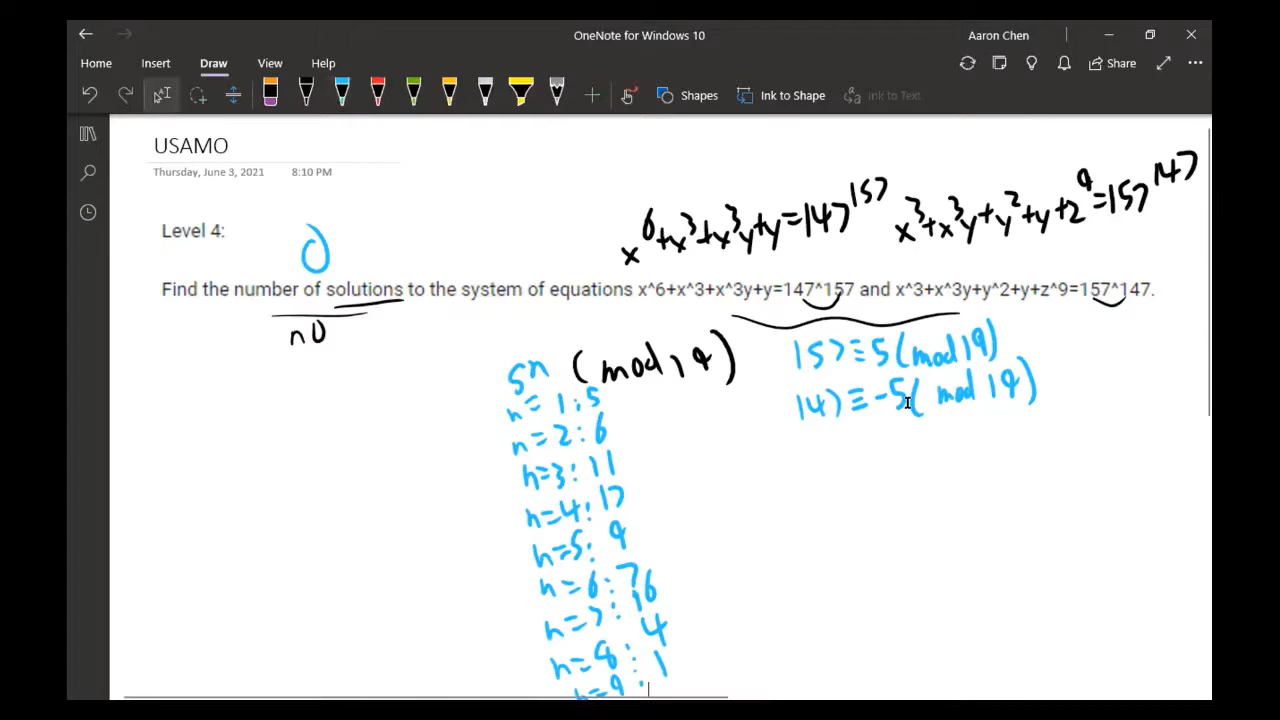 OneNote for Windows 10
Aaron Chen
Home Insert Draw View Help
Share
Shapes Ink to Shape Ink to Text
USAMO
Thursday, June 3, 2021 8:10 PM
x^6+x^3+x^3y+y=147^157 x^3+x^3y+y^2+y+z^9=157^147
Level 4:
0
Find the number of solutions to the system of equations x^6+x^3+x^3y+y=147^157 and x^3+x^3y+y^2+y+z^9=157^147.
no
5^n (mod 19)
157≡5(mod 19)
147≡-5(mod 19)
n=1:5
n=2:6
n=3:11
n=4:17
n=5:9
n=6:7
n=7:16
n=8:4
n=9:1